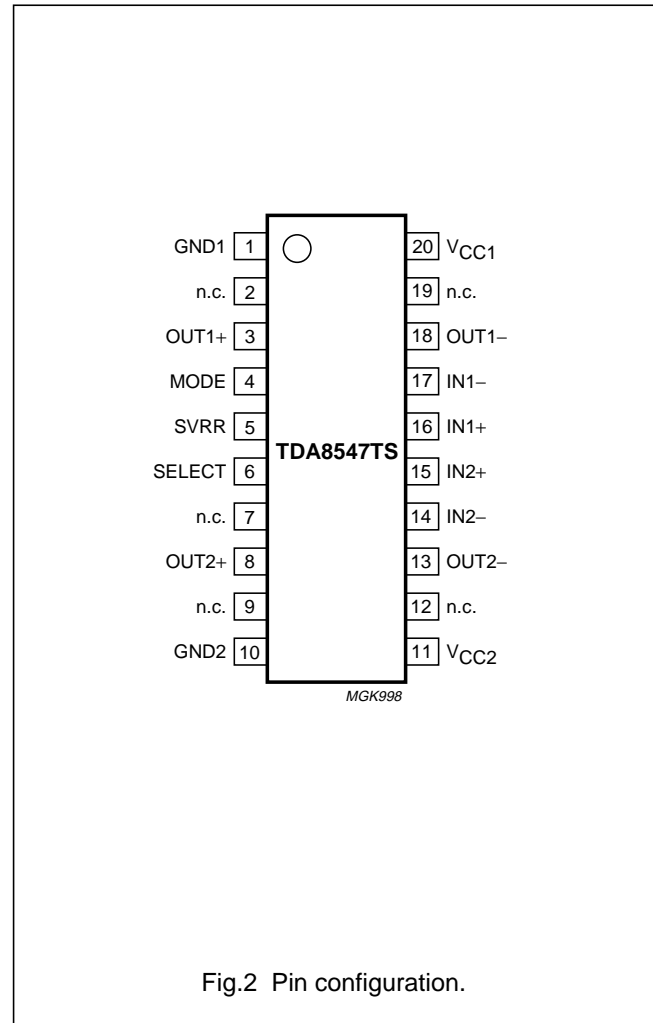 GND1 1
n.c. 2
OUT1+ 3
MODE 4
SVRR 5
SELECT 6
n.c. 7
OUT2+ 8
n.c. 9
GND2 10
TDA8547TS
20 VCC1
19 n.c.
18 OUT1−
17 IN1−
16 IN1+
15 IN2+
14 IN2−
13 OUT2−
12 n.c.
11 VCC2
MGK998
Fig.2 Pin configuration.